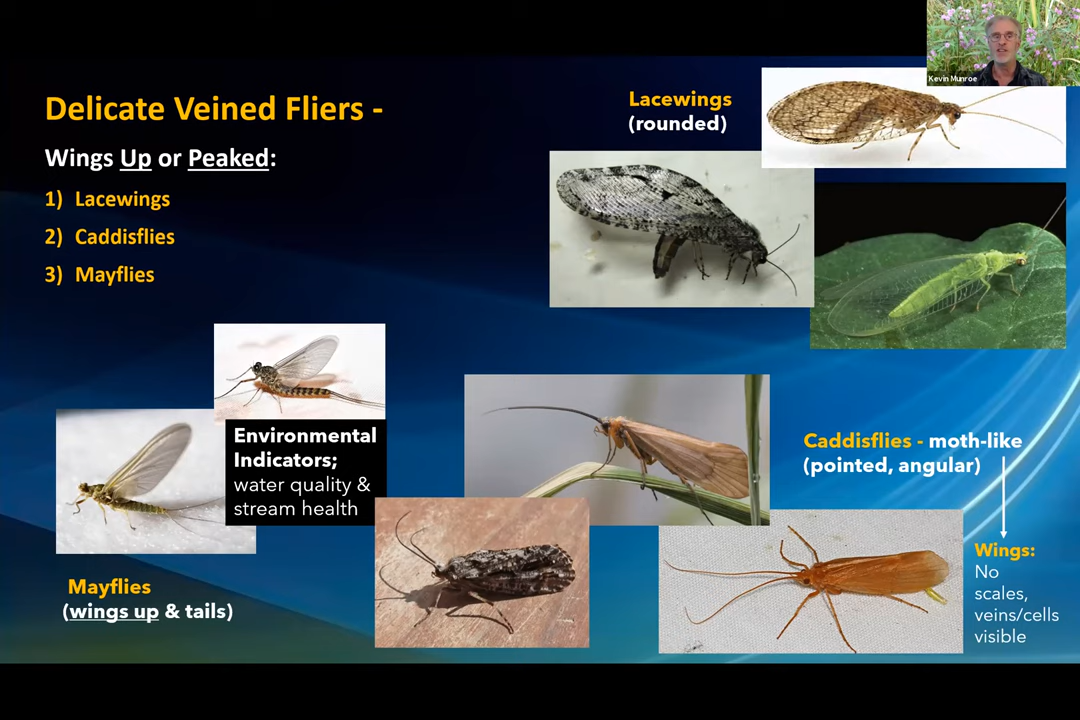 Kevin Munroe
Delicate Veined Fliers -
Wings Up or Peaked:
1) Lacewings
2) Caddisflies
3) Mayflies
Lacewings
(rounded)
Environmental
Indicators;
water quality &
stream health
Mayflies
(wings up & tails)
Caddisflies - moth-like
(pointed, angular)
Wings:
No
scales,
veins/cells
visible